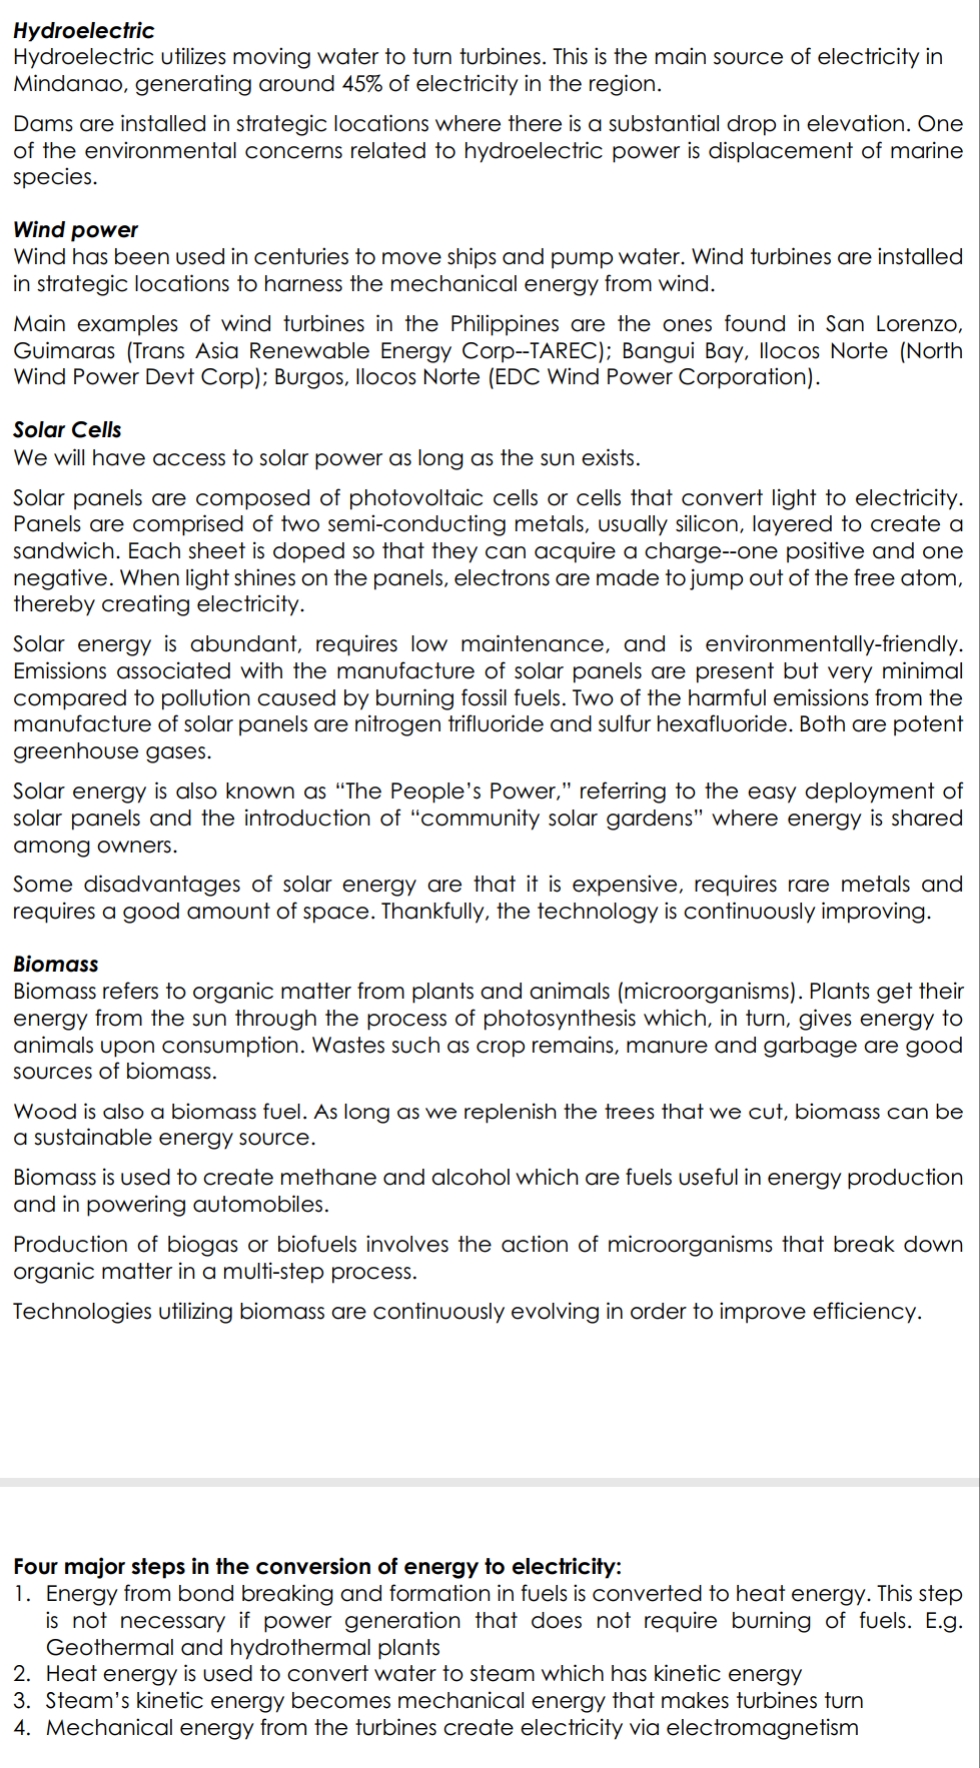 Hydroelectric
Hydroelectric utilizes moving water to turn turbines. This is the main source of electricity in
Mindanao, generating around 45% of electricity in the region.
Dams are installed in strategic locations where there is a substantial drop in elevation. One
of the environmental concerns related to hydroelectric power is displacement of marine
species.
Wind power
Wind has been used in centuries to move ships and pump water. Wind turbines are installed
in strategic locations to harness the mechanical energy from wind.
Main examples of wind turbines in the Philippines are the ones found in San Lorenzo,
Guimaras (Trans Asia Renewable Energy Corp--TAREC); Bangui Bay, Ilocos Norte (North
Wind Power Devt Corp); Burgos, Ilocos Norte (EDC Wind Power Corporation).
Solar Cells
We will have access to solar power as long as the sun exists.
Solar panels are composed of photovoltaic cells or cells that convert light to electricity.
Panels are comprised of two semi-conducting metals, usually silicon, layered to create a
sandwich. Each sheet is doped so that they can acquire a charge--one positive and one
negative. When light shines on the panels, electrons are made to jump out of the free atom,
thereby creating electricity.
Solar energy is abundant, requires low maintenance, and is environmentally-friendly.
Emissions associated with the manufacture of solar panels are present but very minimal
compared to pollution caused by burning fossil fuels. Two of the harmful emissions from the
manufacture of solar panels are nitrogen trifluoride and sulfur hexafluoride. Both are potent
greenhouse gases.
Solar energy is also known as “The People’s Power,” referring to the easy deployment of
solar panels and the introduction of “community solar gardens” where energy is shared
among owners.
Some disadvantages of solar energy are that it is expensive, requires rare metals and
requires a good amount of space. Thankfully, the technology is continuously improving.
Biomass
Biomass refers to organic matter from plants and animals (microorganisms). Plants get their
energy from the sun through the process of photosynthesis which, in turn, gives energy to
animals upon consumption. Wastes such as crop remains, manure and garbage are good
sources of biomass.
Wood is also a biomass fuel. As long as we replenish the trees that we cut, biomass can be
a sustainable energy source.
Biomass is used to create methane and alcohol which are fuels useful in energy production
and in powering automobiles.
Production of biogas or biofuels involves the action of microorganisms that break down
organic matter in a multi-step process.
Technologies utilizing biomass are continuously evolving in order to improve efficiency.
Four major steps in the conversion of energy to electricity:
1. Energy from bond breaking and formation in fuels is converted to heat energy. This step
is not necessary if power generation that does not require burning of fuels. E.g.
Geothermal and hydrothermal plants
2. Heat energy is used to convert water to steam which has kinetic energy
3. Steam’s kinetic energy becomes mechanical energy that makes turbines turn
4. Mechanical energy from the turbines create electricity via electromagnetism